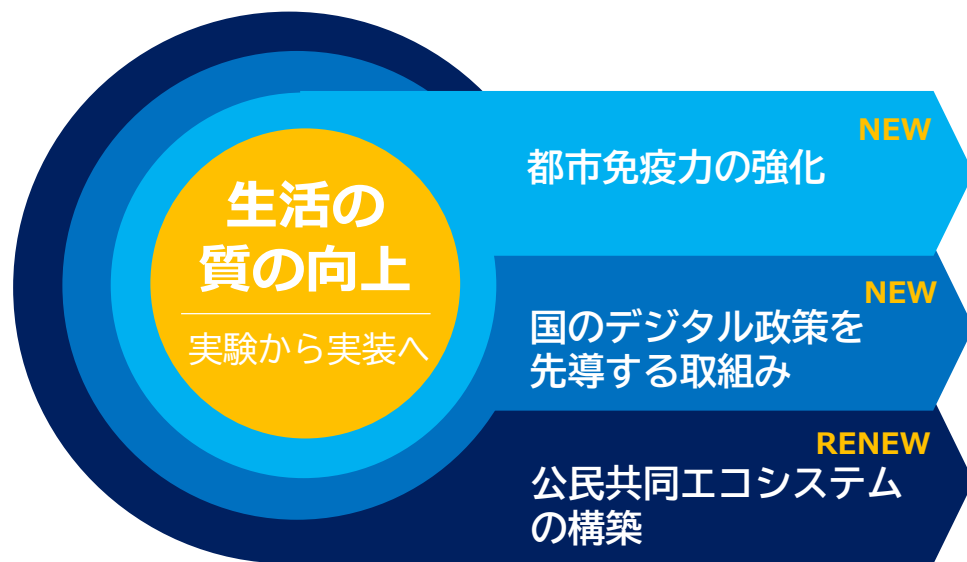 生活の
質の向上
実験から実装へ
NEW
都市免疫力の強化
NEW
国のデジタル政策を
先導する取組み
RENEW
公民共同エコシステム
の構築